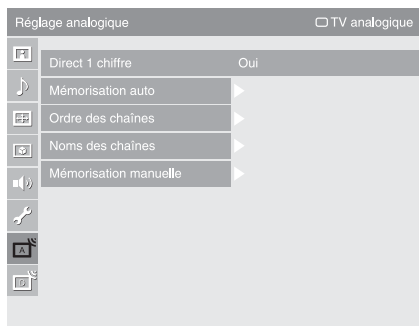 Réglage analogique TV analogique
Direct 1 chiffre Oui
Mémorisation auto
Ordre des chaînes
Noms des chaînes
Mémorisation manuelle
A
D